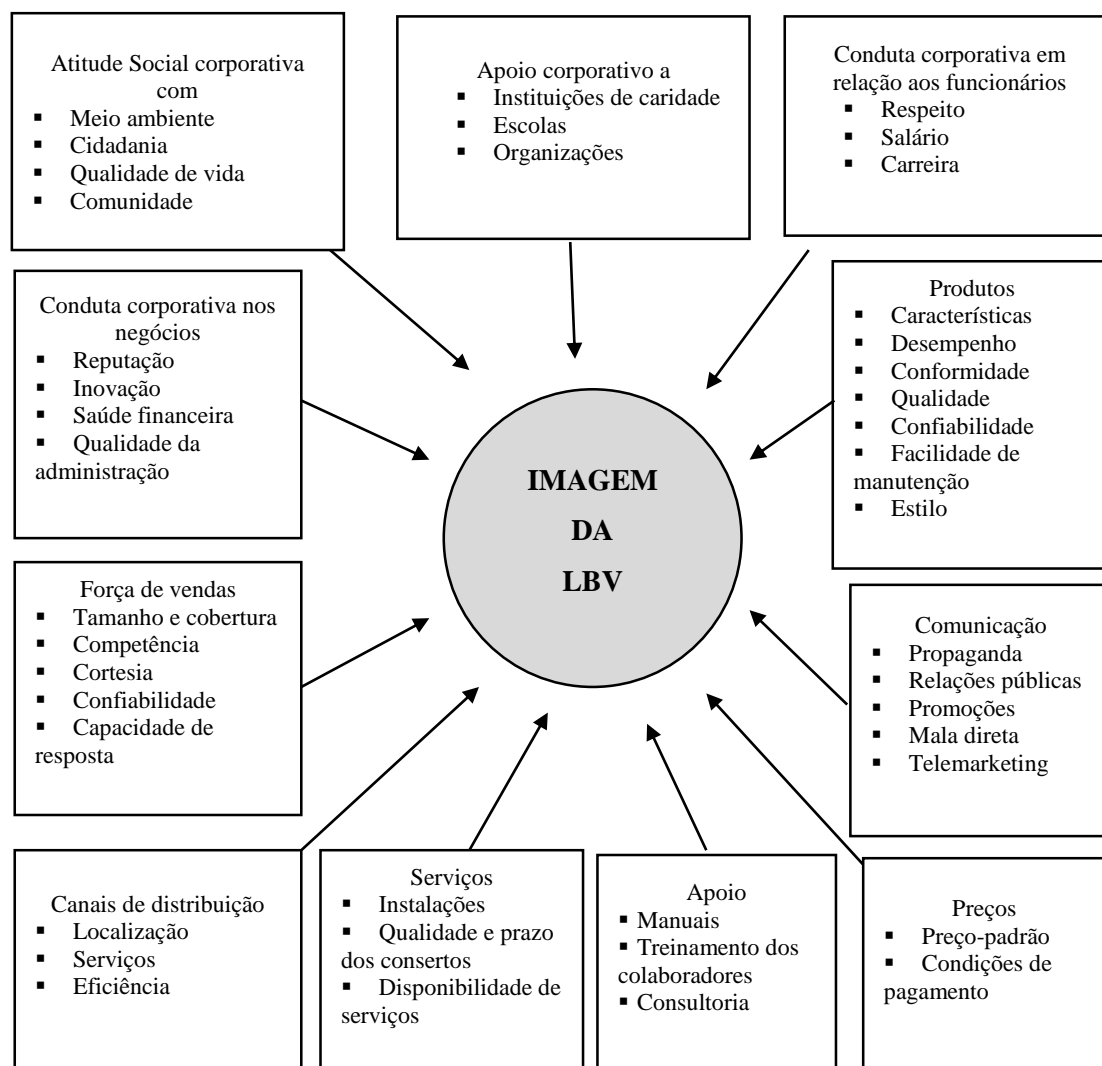 Atitude Social corporativa
com
▪ Meio ambiente
▪ Cidadania
▪ Qualidade de vida
▪ Comunidade
Apoio corporativo a
▪ Instituições de caridade
▪ Escolas
▪ Organizações
Conduta corporativa em
relação aos funcionários
▪ Respeito
▪ Salário
▪ Carreira
Conduta corporativa nos
negócios
▪ Reputação
▪ Inovação
▪ Saúde financeira
▪ Qualidade da
administração
Produtos
▪ Características
▪ Desempenho
▪ Conformidade
▪ Qualidade
▪ Confiabilidade
▪ Facilidade de
manutenção
▪ Estilo
IMAGEM
DA
LBV
Força de vendas
▪ Tamanho e cobertura
▪ Competência
▪ Cortesia
▪ Confiabilidade
▪ Capacidade de
resposta
Comunicação
▪ Propaganda
▪ Relações públicas
▪ Promoções
▪ Mala direta
▪ Telemarketing
Canais de distribuição
▪ Localização
▪ Serviços
▪ Eficiência
Serviços
▪ Instalações
▪ Qualidade e prazo
dos consertos
▪ Disponibilidade de
serviços
Apoio
▪ Manuais
▪ Treinamento dos
colaboradores
▪ Consultoria
Preços
▪ Preço-padrão
▪ Condições de
pagamento